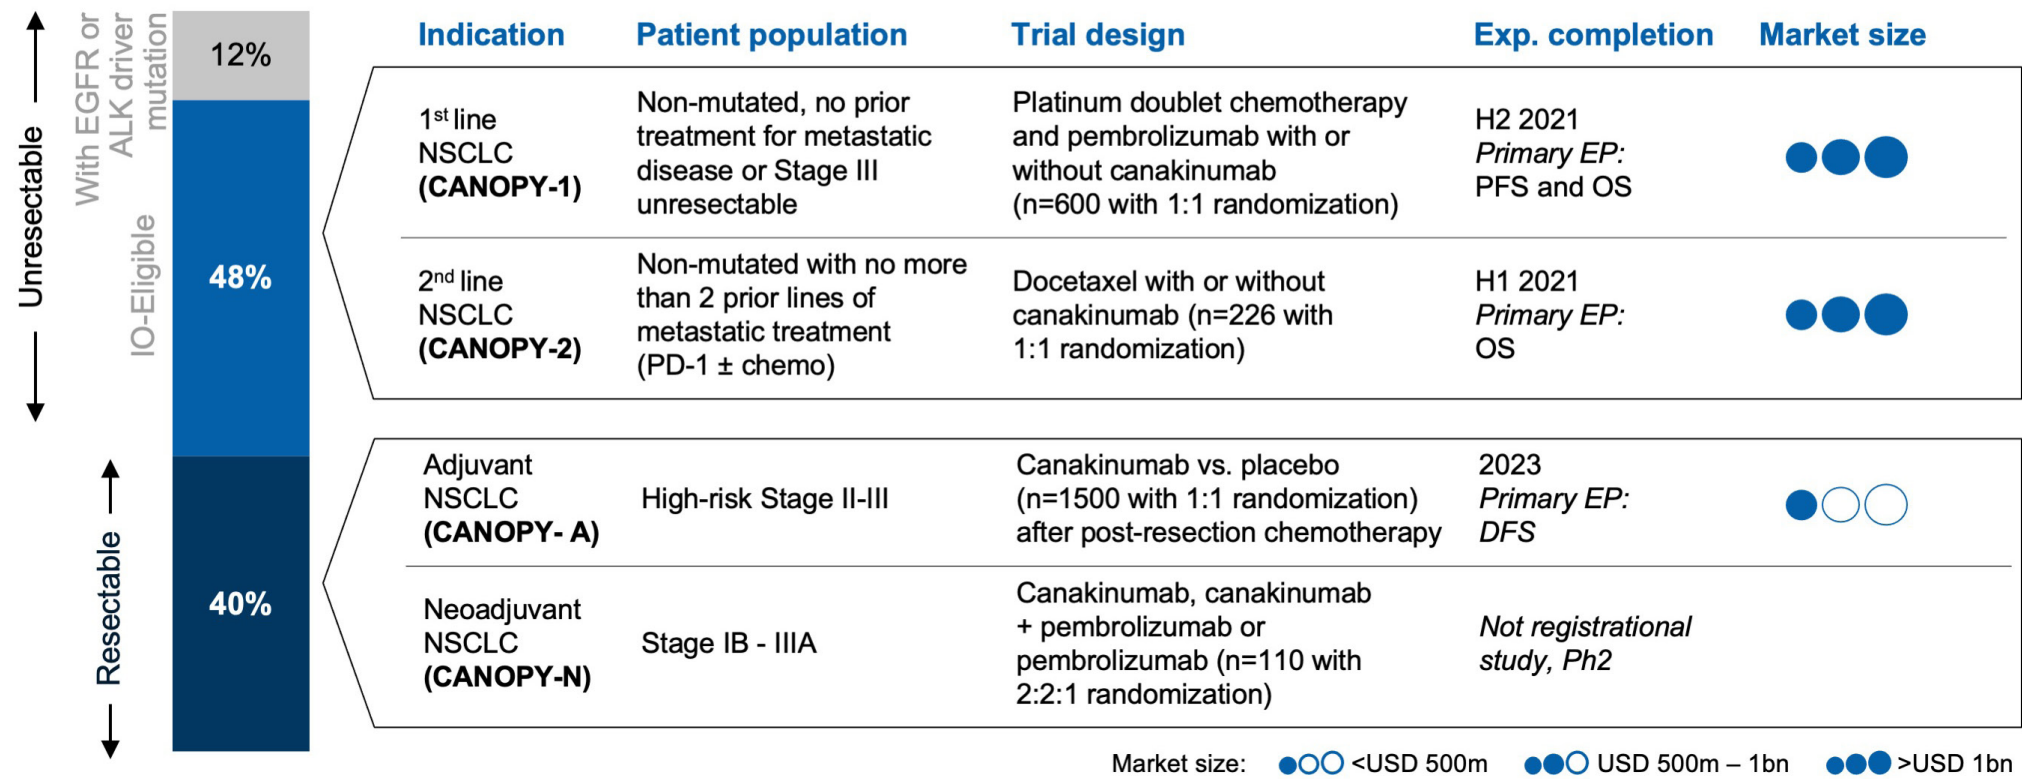 Unresectable
With EGFR or
ALK driver
mutation
IO-Eligible
Resectable
12%
48%
40%
Indication Patient population Trial design Exp. completion Market size
1st line
NSCLC
(CANOPY-1)
Non-mutated, no prior
treatment for metastatic
disease or Stage III
unresectable
Platinum doublet chemotherapy
and pembrolizumab with or
without canakinumab
(n=600 with 1:1 randomization)
H2 2021
Primary EP:
PFS and OS
2nd line
NSCLC
(CANOPY-2)
Non-mutated with no more
than 2 prior lines of
metastatic treatment
(PD-1 ± chemo)
Docetaxel with or without
canakinumab (n=226 with
1:1 randomization)
H1 2021
Primary EP:
OS
Adjuvant
NSCLC
(CANOPY- A)
High-risk Stage II-III
Canakinumab vs. placebo
(n=1500 with 1:1 randomization)
after post-resection chemotherapy
2023
Primary EP:
DFS
Neoadjuvant
NSCLC
(CANOPY-N)
Stage IB - IIIA
Canakinumab, canakinumab
+ pembrolizumab or
pembrolizumab (n=110 with
2:2:1 randomization)
Not registrational
study, Ph2
Market size: <USD 500m USD 500m – 1bn >USD 1bn